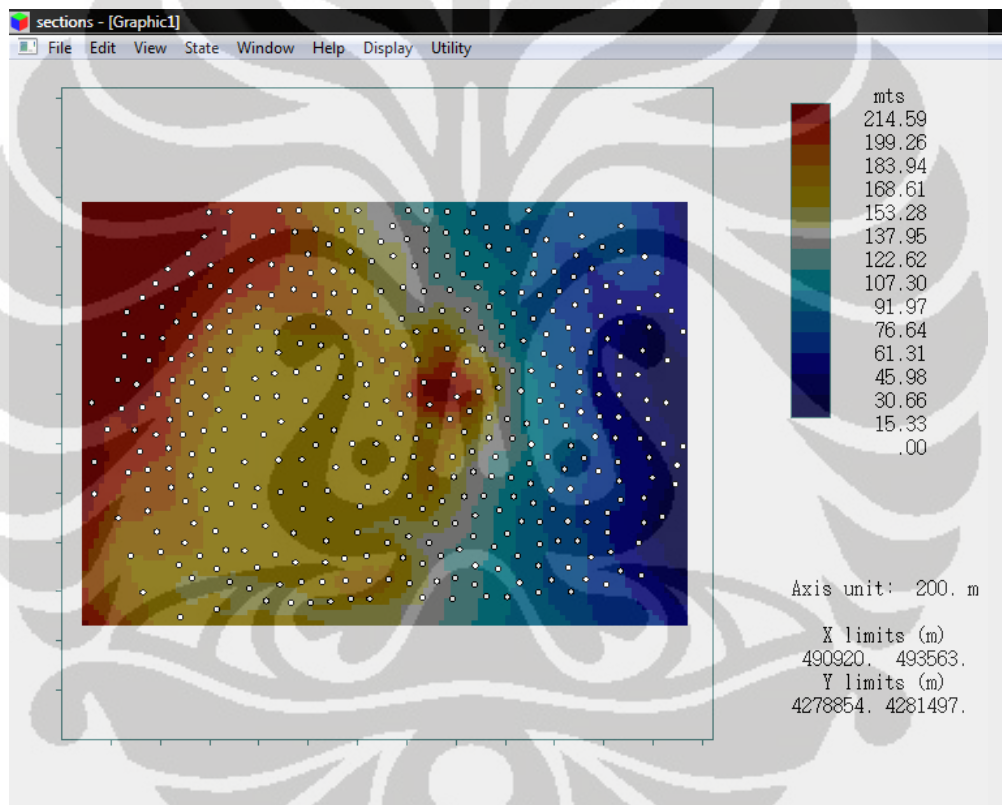 sections - [Graphic1]
File Edit View State Window Help Display Utility
mts
214.59
199.26
183.94
168.61
153.28
137.95
122.62
107.30
91.97
76.64
61.31
45.98
30.66
15.33
.00
Axis unit: 200. m
X limits (m)
490920. 493563.
Y limits (m)
4278854. 4281497.